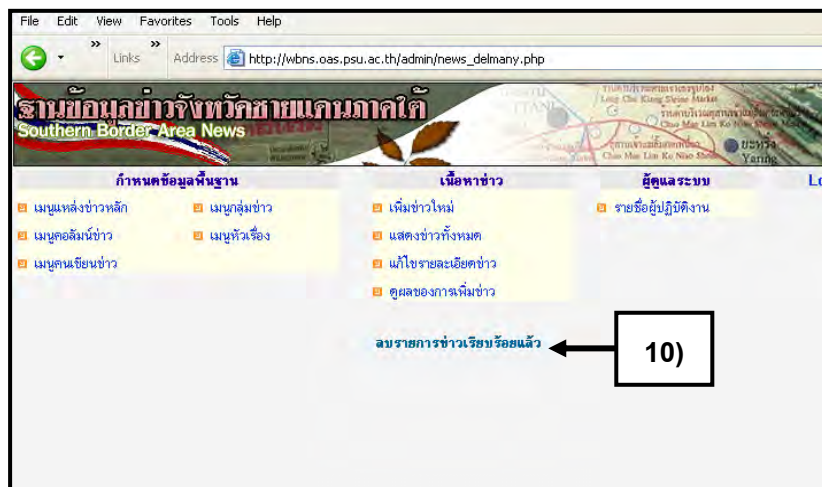 File Edit View Favorites Tools Help
» Links » Address http://wbns.oas.psu.ac.th/admin/news_delmany.php
ฐานข้อมูลข่าวจังหวัดชายแดนภาคใต้
Southern Border Area News
กำหนดข้อมูลพื้นฐาน เนื้อหาข่าว ผู้ดูแลระบบ Lo
เมนูแหล่งข่าวหลัก เมนูกลุ่มข่าว เพิ่มข่าวใหม่ รายชื่อผู้ปฏิบัติงาน
เมนูคอลัมน์ข่าว เมนูหัวเรื่อง แสดงข่าวทั้งหมด
เมนูคนเขียนข่าว แก้ไขรายละเอียดข่าว
ดูผลของการเพิ่มข่าว
ลบรายการข่าวเรียบร้อยแล้ว
10)